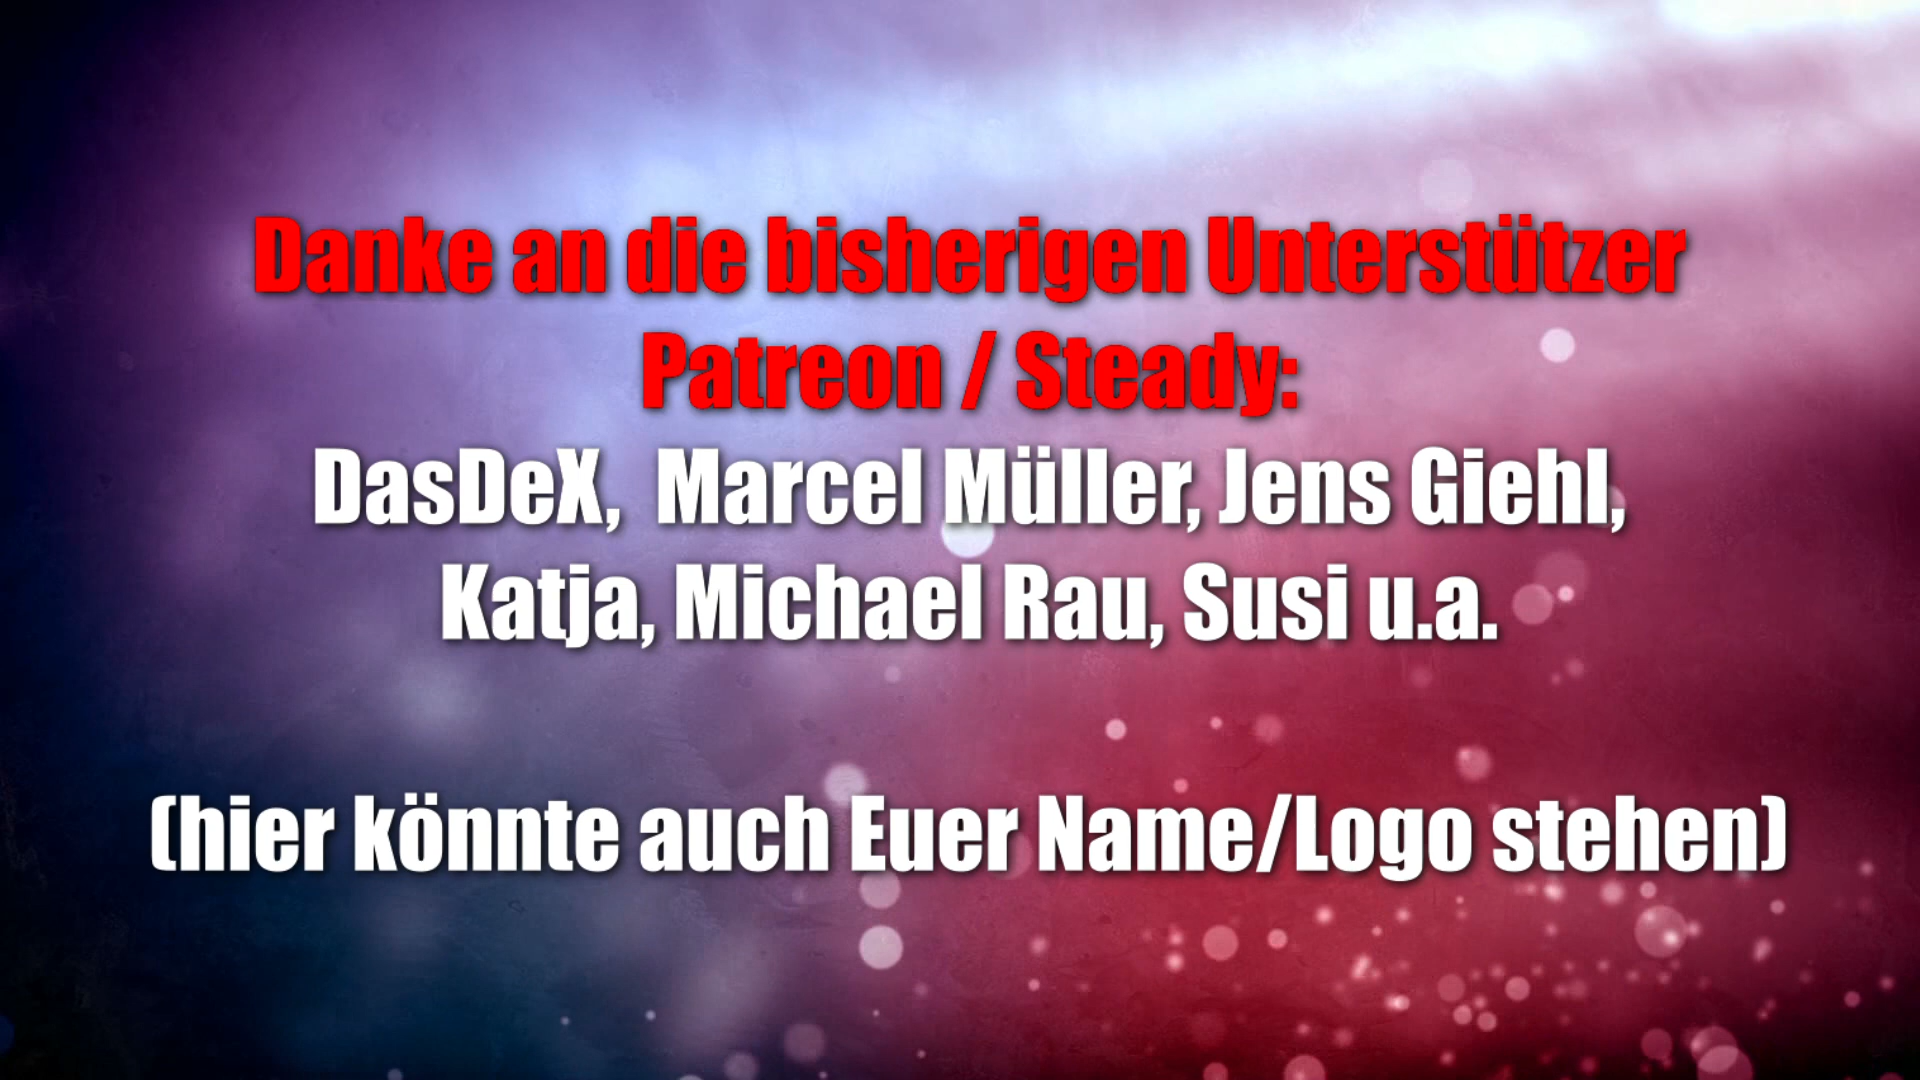 Danke an die bisherigen Unterstützer
Patreon / Steady:
DasDeX,  Marcel Müller, Jens Giehl,
Katja, Michael Rau, Susi u.a.
(hier könnte auch Euer Name/Logo stehen)